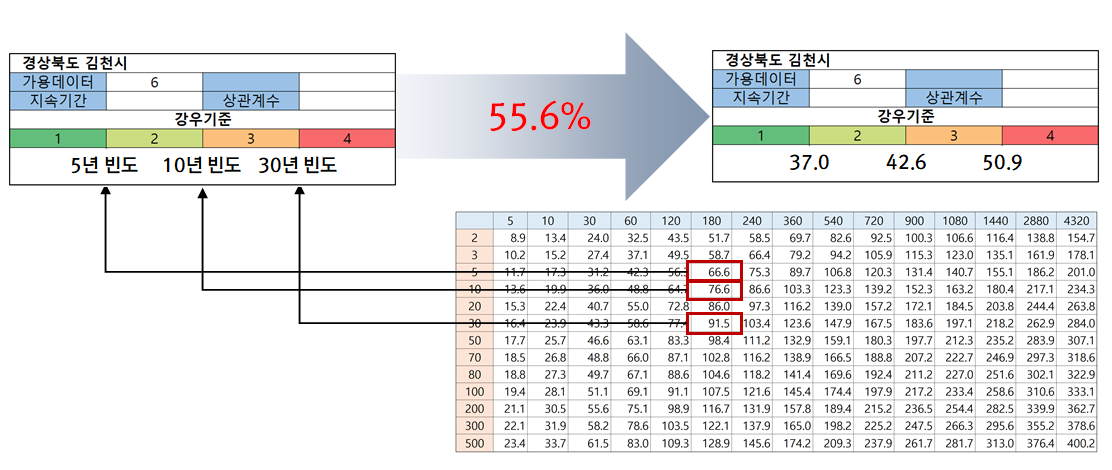 경상북도 김천시
가용데이터 6
지속기간 상관계수
강우기준
1 2 3 4
5년 빈도 10년 빈도 30년 빈도
55.6%
경상북도 김천시
가용데이터 6
지속기간 상관계수
강우기준
1 2 3 4
37.0 42.6 50.9
5 10 30 60 120 180 240 360 540 720 900 1080 1440 2880 4320
2 8.9 13.4 24.0 32.5 43.5 51.7 58.5 69.7 82.6 92.5 100.3 106.6 116.4 138.8 154.7
3 10.2 15.2 27.4 37.1 49.5 58.7 66.4 79.2 94.2 105.9 115.3 123.0 135.1 161.9 178.1
5 11.7 17.3 31.2 42.3 56.3 66.6 75.3 89.7 106.8 120.3 131.4 140.7 155.1 186.2 201.0
10 13.6 19.9 36.0 48.8 64.7 76.6 86.6 103.3 123.3 139.2 152.3 163.2 180.4 217.1 234.3
20 15.3 22.4 40.7 55.0 72.8 86.0 97.3 116.2 139.0 157.2 172.1 184.5 203.8 244.4 263.8
30 16.4 23.9 43.3 58.6 77.4 91.5 103.4 123.6 147.9 167.5 183.6 197.1 218.2 262.9 284.0
50 17.7 25.7 46.6 63.1 83.3 98.4 111.2 132.9 159.1 180.3 197.7 212.3 235.2 283.9 307.1
70 18.5 26.8 48.8 66.0 87.1 102.8 116.2 138.9 166.5 188.8 207.2 222.7 246.9 297.3 318.6
80 18.8 27.3 49.7 67.1 88.6 104.6 118.2 141.4 169.6 192.4 211.2 227.0 251.6 302.1 322.9
100 19.4 28.1 51.1 69.1 91.1 107.5 121.6 145.4 174.4 197.9 217.2 233.4 258.6 310.6 333.1
200 21.1 30.5 55.6 75.1 98.9 116.7 131.9 157.8 189.4 215.2 236.5 254.4 282.5 339.9 362.7
300 22.1 31.9 58.2 78.6 103.5 122.1 137.9 165.0 198.2 225.2 247.5 266.3 295.6 355.2 378.6
500 23.4 33.7 61.5 83.0 109.3 128.9 145.6 174.2 209.3 237.9 261.7 281.7 313.0 376.4 400.2